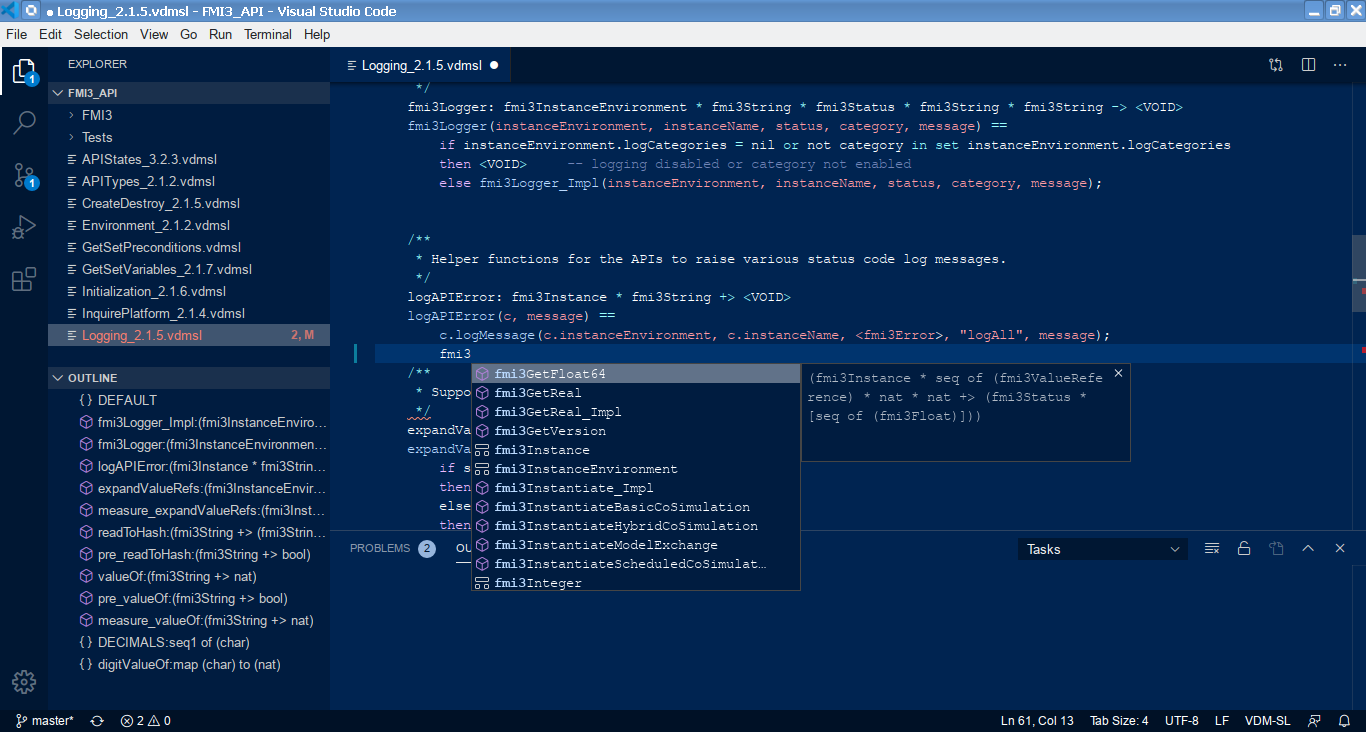 ● Logging_2.1.5.vdmsl - FMI3_API - Visual Studio Code
File Edit Selection View Go Run Terminal Help
EXPLORER
FMI3_API
FMI3
Tests
APIStates_3.2.3.vdmsl
APITypes_2.1.2.vdmsl
CreateDestroy_2.1.5.vdmsl
Environment_2.1.2.vdmsl
GetSetPreconditions.vdmsl
GetSetVariables_2.1.7.vdmsl
Initialization_2.1.6.vdmsl
InquirePlatform_2.1.4.vdmsl
Logging_2.1.5.vdmsl 2, M
OUTLINE
{} DEFAULT
fmi3Logger_Impl:(fmi3InstanceEnviro...
fmi3Logger:(fmi3InstanceEnvironmen...
logAPIError:(fmi3Instance * fmi3Strin...
expandValueRefs:(fmi3InstanceEnvir...
measure_expandValueRefs:(fmi3Inst...
readToHash:(fmi3String +> (fmi3Strin...
pre_readToHash:(fmi3String +> bool)
valueOf:(fmi3String +> nat)
pre_valueOf:(fmi3String +> bool)
measure_valueOf:(fmi3String +> nat)
{} DECIMALS:seq1 of (char)
{} digitValueOf:map (char) to (nat)
1
1
Logging_2.1.5.vdmsl ●
*/
fmi3Logger: fmi3InstanceEnvironment * fmi3String * fmi3Status * fmi3String * fmi3String -> <VOID>
fmi3Logger(instanceEnvironment, instanceName, status, category, message) ==
if instanceEnvironment.logCategories = nil or not category in set instanceEnvironment.logCategories
then <VOID> -- logging disabled or category not enabled
else fmi3Logger_Impl(instanceEnvironment, instanceName, status, category, message);
/**
* Helper functions for the APIs to raise various status code log messages.
*/
logAPIError: fmi3Instance * fmi3String +> <VOID>
logAPIError(c, message) ==
c.logMessage(c.instanceEnvironment, c.instanceName, <fmi3Error>, "logAll", message);
fmi3
/**
* Suppo
*/
expandVa
expandVa
if s
then
else
then
fmi3GetFloat64
fmi3GetReal
fmi3GetReal_Impl
fmi3GetVersion
fmi3Instance
fmi3InstanceEnvironment
fmi3Instantiate_Impl
fmi3InstantiateBasicCoSimulation
fmi3InstantiateHybridCoSimulation
fmi3InstantiateModelExchange
fmi3InstantiateScheduledCoSimulat...
fmi3Integer
(fmi3Instance * seq of (fmi3ValueRefe
rence) * nat * nat +> (fmi3Status *
[seq of (fmi3Float)]))
PROBLEMS 2 OU
Tasks
master* 2 0
Ln 61, Col 13 Tab Size: 4 UTF-8 LF VDM-SL